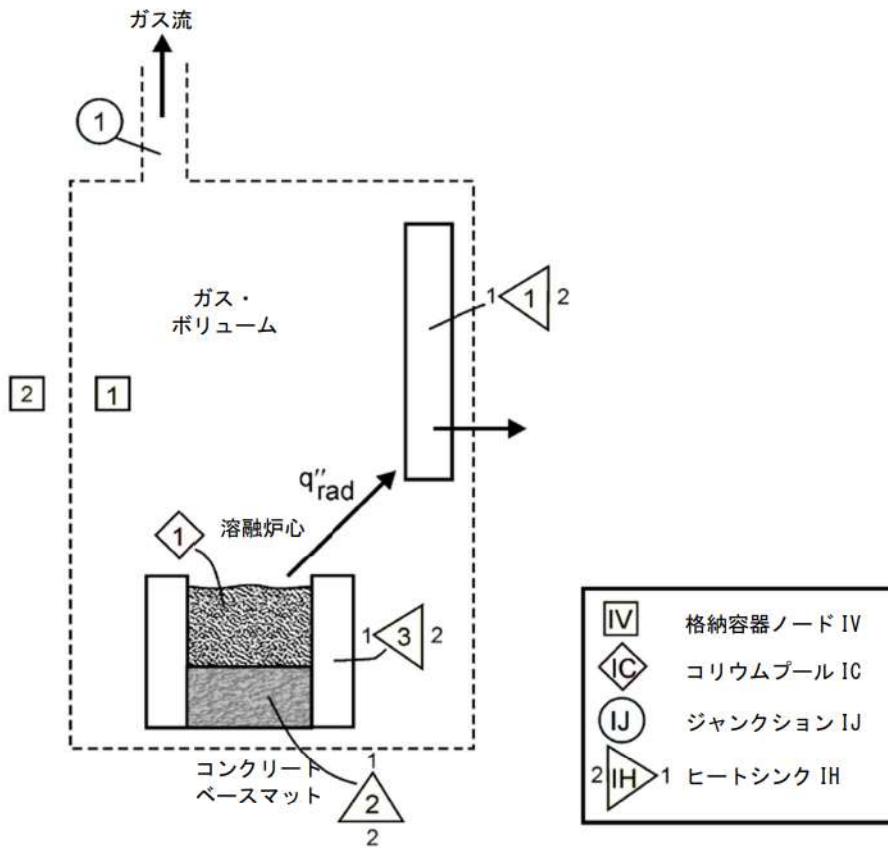 ガス流
1
ガス・
ボリューム
1 1 2
2
1
q″rad
1
溶融炉心
1 3 2
コンクリート
ベースマット
1
2
2
IV 格納容器ノード IV
IC コリウムプール IC
IJ ジャンクション IJ
2 IH 1 ヒートシンク IH